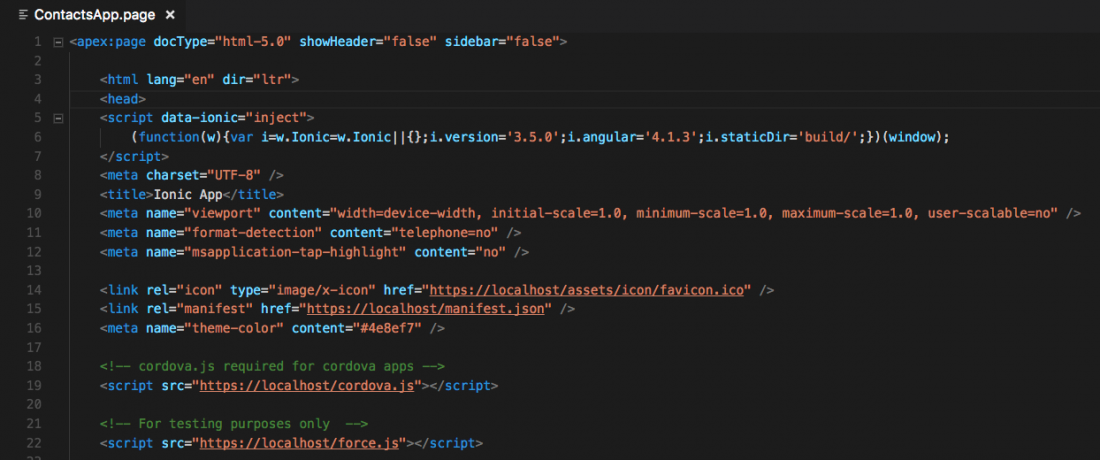 ContactsApp.page ×
1 <apex:page docType="html-5.0" showHeader="false" sidebar="false">
2
3 <html lang="en" dir="ltr">
4 <head>
5 <script data-ionic="inject">
6 (function(w){var i=w.Ionic=w.Ionic||{};i.version='3.5.0';i.angular='4.1.3';i.staticDir='build/';})(window);
7 </script>
8 <meta charset="UTF-8" />
9 <title>Ionic App</title>
10 <meta name="viewport" content="width=device-width, initial-scale=1.0, minimum-scale=1.0, maximum-scale=1.0, user-scalable=no" />
11 <meta name="format-detection" content="telephone=no" />
12 <meta name="msapplication-tap-highlight" content="no" />
13
14 <link rel="icon" type="image/x-icon" href="https://localhost/assets/icon/favicon.ico" />
15 <link rel="manifest" href="https://localhost/manifest.json" />
16 <meta name="theme-color" content="#4e8ef7" />
17
18 <!-- cordova.js required for cordova apps -->
19 <script src="https://localhost/cordova.js"></script>
20
21 <!-- For testing purposes only  -->
22 <script src="https://localhost/force.js"></script>